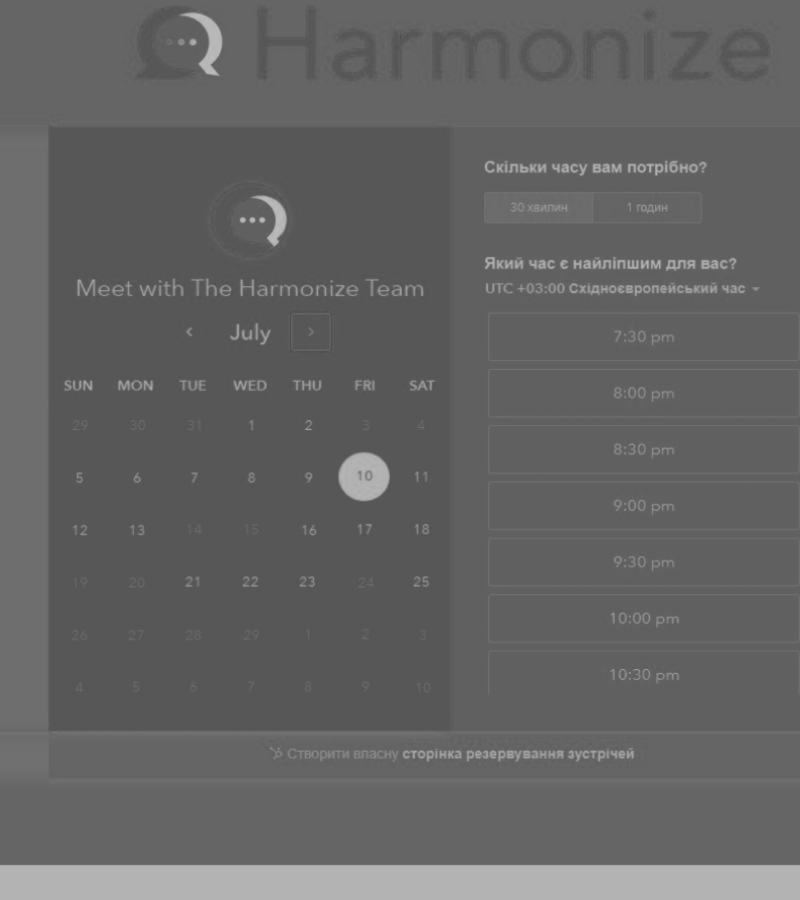 Harmonize
Meet with The Harmonize Team
July
SUN MON TUE WED THU FRI SAT
29 30 31 1 2 3 4
5 6 7 8 9 10 11
12 13 14 15 16 17 18
19 20 21 22 23 24 25
26 27 28 29 1 2 3
4 5 6 7 8 9 10
Скільки часу вам потрібно?
30 хвилин 1 годин
Який час є найліпшим для вас?
UTC +03:00 Східноєвропейський час
7:30 pm
8:00 pm
8:30 pm
9:00 pm
9:30 pm
10:00 pm
10:30 pm
Створити власну сторінка резервування зустрічей